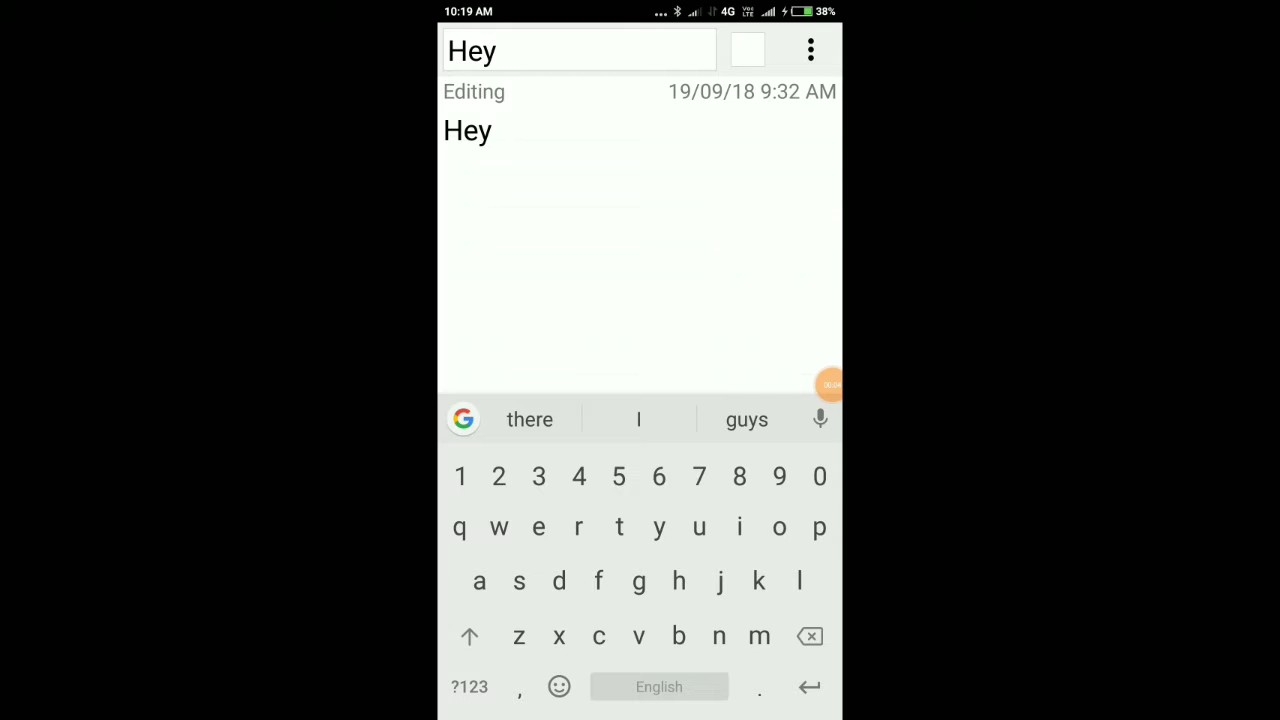 10:19 AM ... 4G VoLTE 38%
Hey
Editing 19/09/18 9:32 AM
Hey
there I guys
1 2 3 4 5 6 7 8 9 0
q w e r t y u i o p
a s d f g h j k l
z x c v b n m
?123 , English .